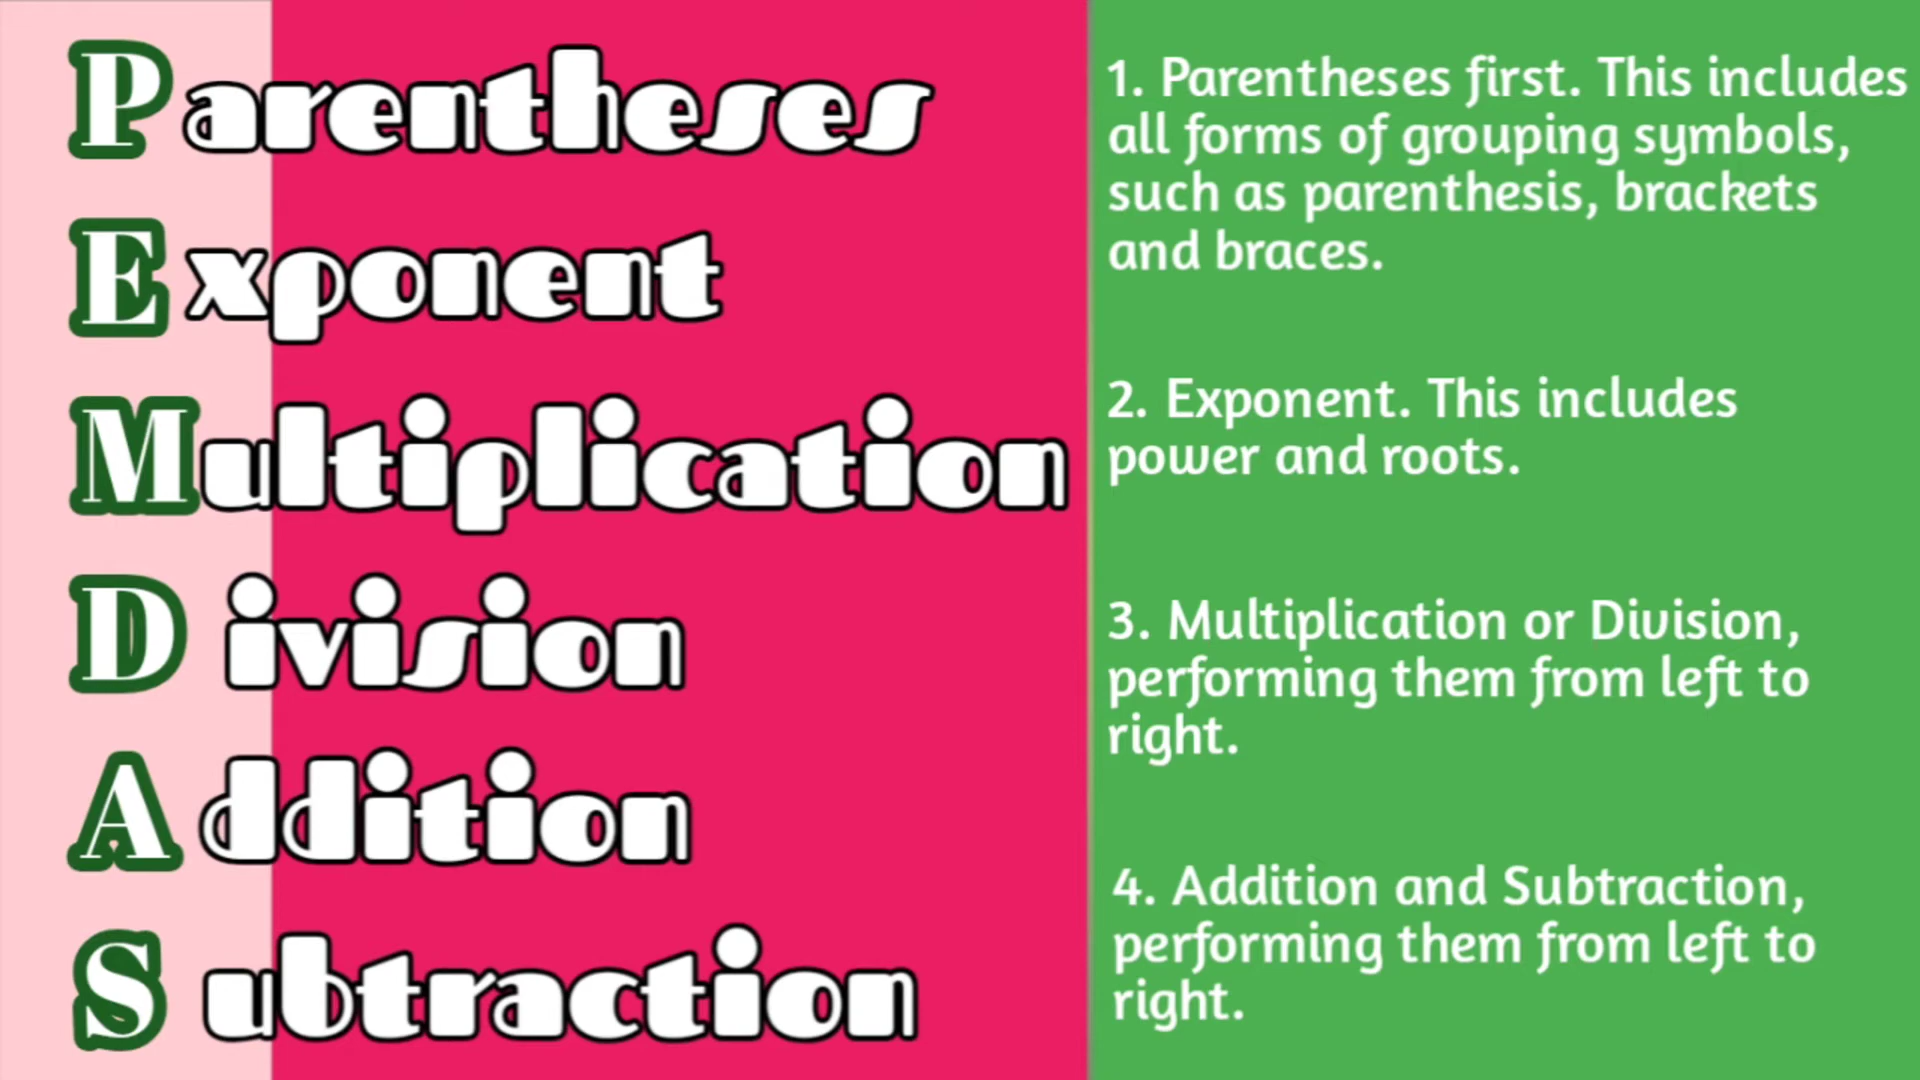 Parentheses
Exponent
Multiplication
Division
Addition
Subtraction
1. Parentheses first. This includes
all forms of grouping symbols,
such as parenthesis, brackets
and braces.
2. Exponent. This includes
power and roots.
3. Multiplication or Division,
performing them from left to
right.
4. Addition and Subtraction,
performing them from left to
right.